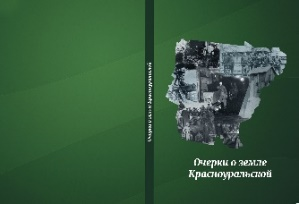 Очерки о земле Красноуральской
Очерки о земле
Красноуральской